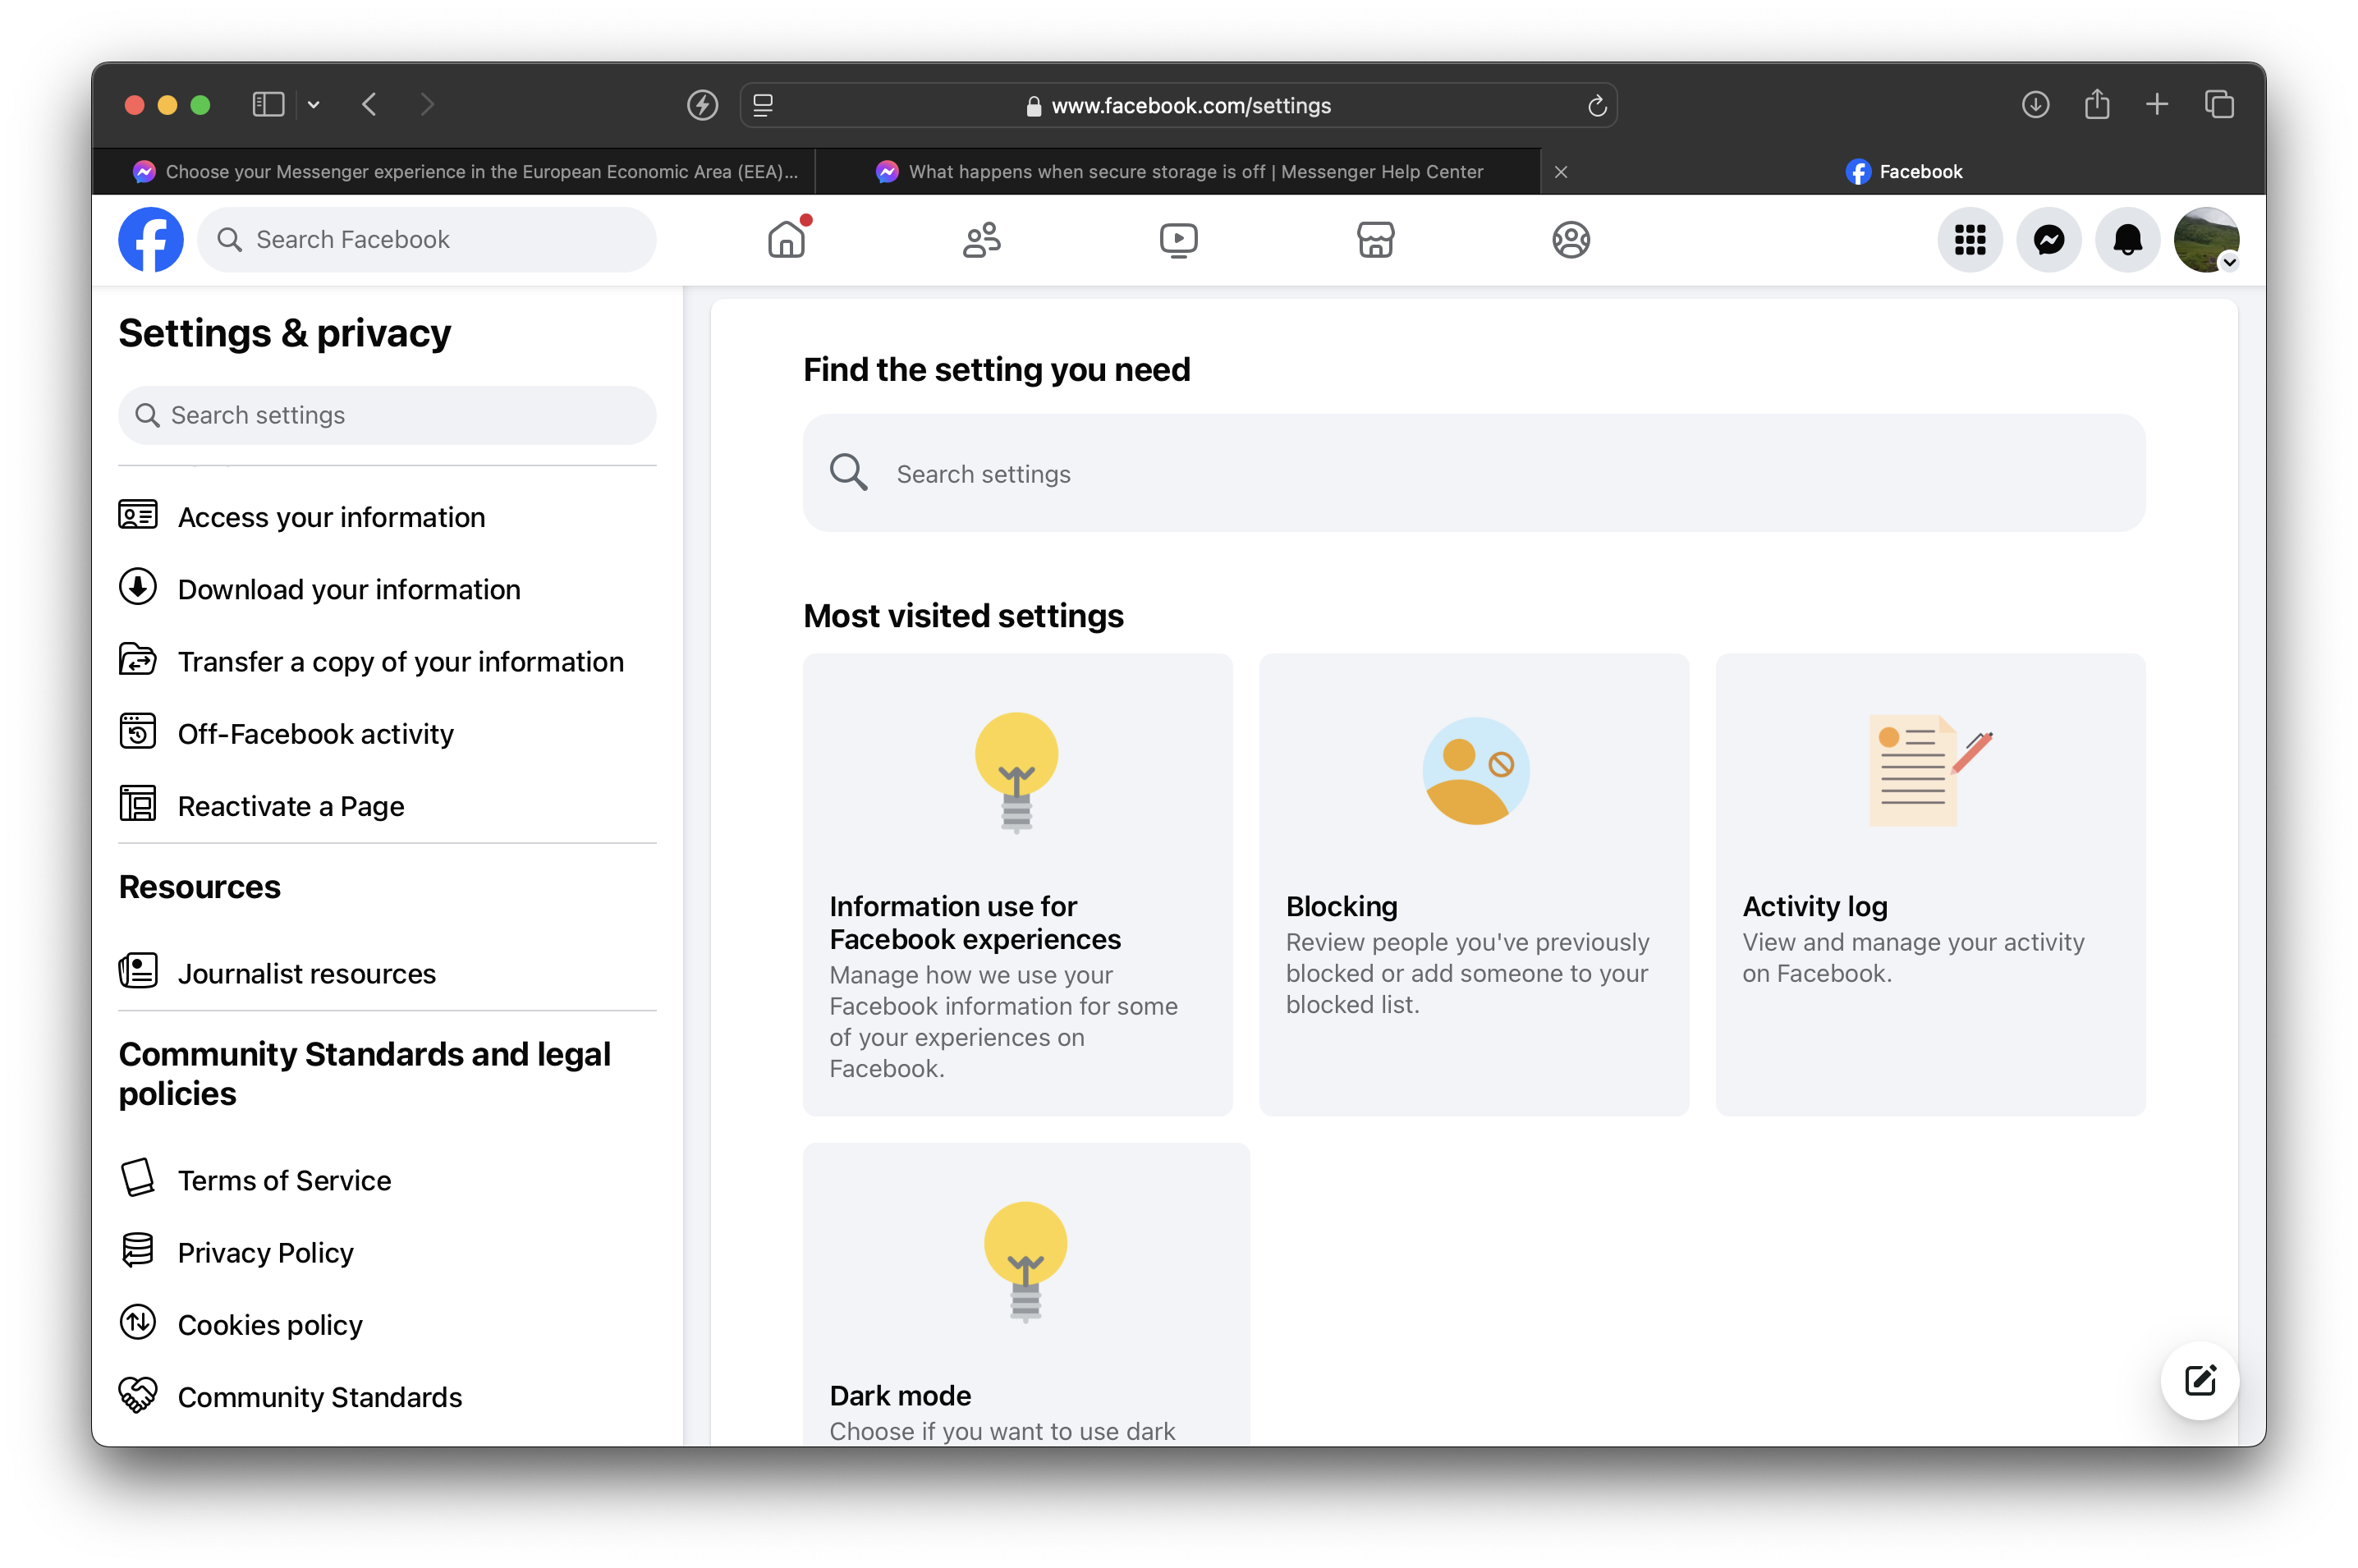 www.facebook.com/settings
Choose your Messenger experience in the European Economic Area (EEA)...
What happens when secure storage is off | Messenger Help Center
Facebook
Search Facebook
Settings & privacy
Search settings
Access your information
Download your information
Transfer a copy of your information
Off-Facebook activity
Reactivate a Page
Resources
Journalist resources
Community Standards and legal
policies
Terms of Service
Privacy Policy
Cookies policy
Community Standards
Find the setting you need
Search settings
Most visited settings
Information use for
Facebook experiences
Manage how we use your
Facebook information for some
of your experiences on
Facebook.
Blocking
Review people you've previously
blocked or add someone to your
blocked list.
Activity log
View and manage your activity
on Facebook.
Dark mode
Choose if you want to use dark